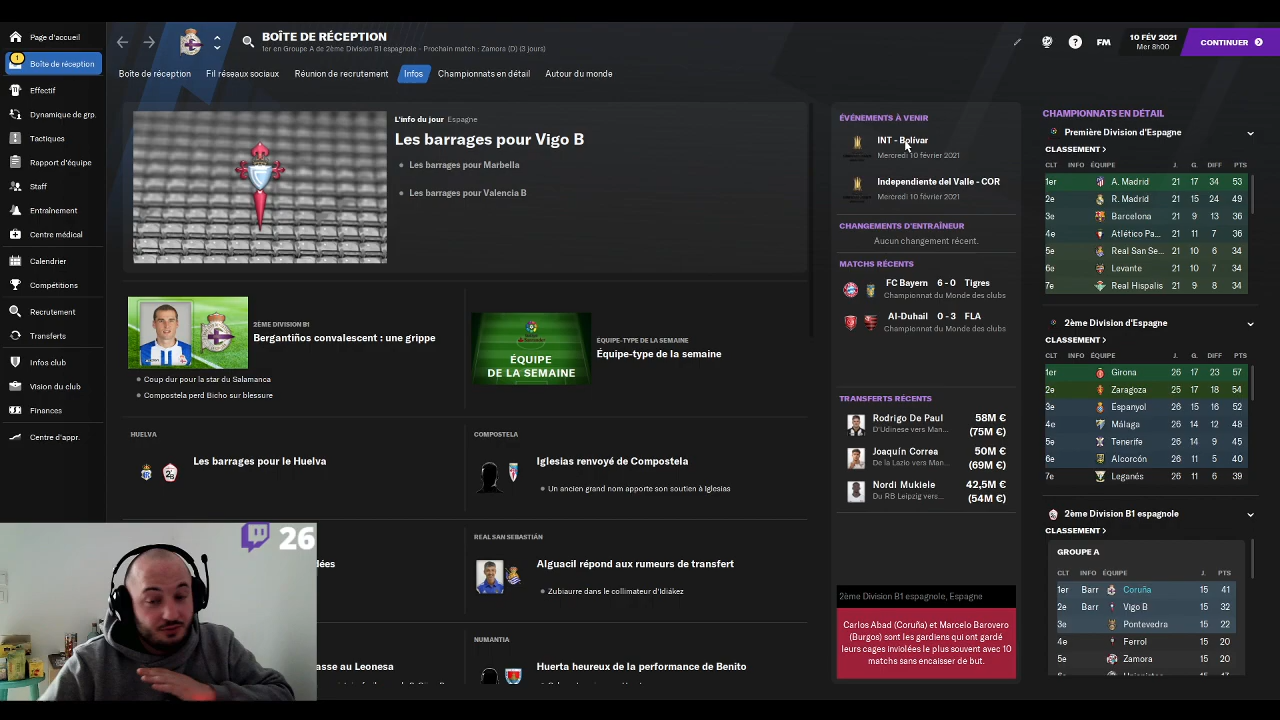 Page d'accueil
1
Boîte de réception
Effectif
Dynamique de grp.
Tactiques
Rapport d'équipe
Staff
Entraînement
Centre médical
Calendrier
Compétitions
Recrutement
Transferts
Infos club
Vision du club
Finances
Centre d'appr.
BOÎTE DE RÉCEPTION
1er en Groupe A de 2ème Division B1 espagnole - Prochain match : Zamora (D) (3 jours)
FM
10 FÉV 2021
Mer 8h00
CONTINUER
Boîte de réception
Fil réseaux sociaux
Réunion de recrutement
Infos
Championnats en détail
Autour du monde
L'info du jour Espagne
Les barrages pour Vigo B
Les barrages pour Marbella
Les barrages pour Valencia B
2ÈME DIVISION B1
Bergantiños convalescent : une grippe
Coup dur pour la star du Salamanca
Compostela perd Bicho sur blessure
ÉQUIPE
DE LA SEMAINE
ÉQUIPE-TYPE DE LA SEMAINE
Équipe-type de la semaine
HUELVA
Les barrages pour le Huelva
COMPOSTELA
Iglesias renvoyé de Compostela
Un ancien grand nom apporte son soutien à Iglesias
REAL SAN SEBASTIÁN
Alguacil répond aux rumeurs de transfert
Zubiaurre dans le collimateur d'Idiákez
NUMANTIA
Huerta heureux de la performance de Benito
26
ÉVÉNEMENTS À VENIR
INT - Bolívar
Mercredi 10 février 2021
Independiente del Valle - COR
Mercredi 10 février 2021
CHANGEMENTS D'ENTRAÎNEUR
Aucun changement récent.
MATCHS RÉCENTS
FC Bayern 6 - 0 Tigres
Championnat du Monde des clubs
Al-Duhail 0 - 3 FLA
Championnat du Monde des clubs
TRANSFERTS RÉCENTS
Rodrigo De Paul 58M €
D'Udinese vers Man... (75M €)
Joaquín Correa 50M €
De la Lazio vers Man... (69M €)
Nordi Mukiele 42,5M €
Du RB Leipzig vers... (54M €)
2ème Division B1 espagnole, Espagne
Carlos Abad (Coruña) et Marcelo Barovero
(Burgos) sont les gardiens qui ont gardé
leurs cages inviolées le plus souvent avec 10
matchs sans encaisser de but.
CHAMPIONNATS EN DÉTAIL
Première Division d'Espagne
CLASSEMENT >
CLT INFO ÉQUIPE J. G DIFF PTS
1er A. Madrid 21 17 34 53
2e R. Madrid 21 15 24 49
3e Barcelona 21 9 13 36
4e Atlético Pa... 21 11 7 36
5e Real San Se... 21 10 6 34
6e Levante 21 10 7 34
7e Real Hispalis 21 9 8 34
2ème Division d'Espagne
CLASSEMENT >
CLT INFO ÉQUIPE J. G DIFF PTS
1er Girona 26 17 23 57
2e Zaragoza 25 17 18 54
3e Espanyol 26 15 16 52
4e Málaga 26 14 12 48
5e Tenerife 26 14 9 45
6e Alcorcón 26 11 5 40
7e Leganés 26 11 6 39
2ème Division B1 espagnole
CLASSEMENT >
GROUPE A
CLT INFO ÉQUIPE J. PTS
1er Barr Coruña 15 41
2e Barr Vigo B 15 32
3e Pontevedra 15 22
4e Ferrol 15 20
5e Zamora 15 20